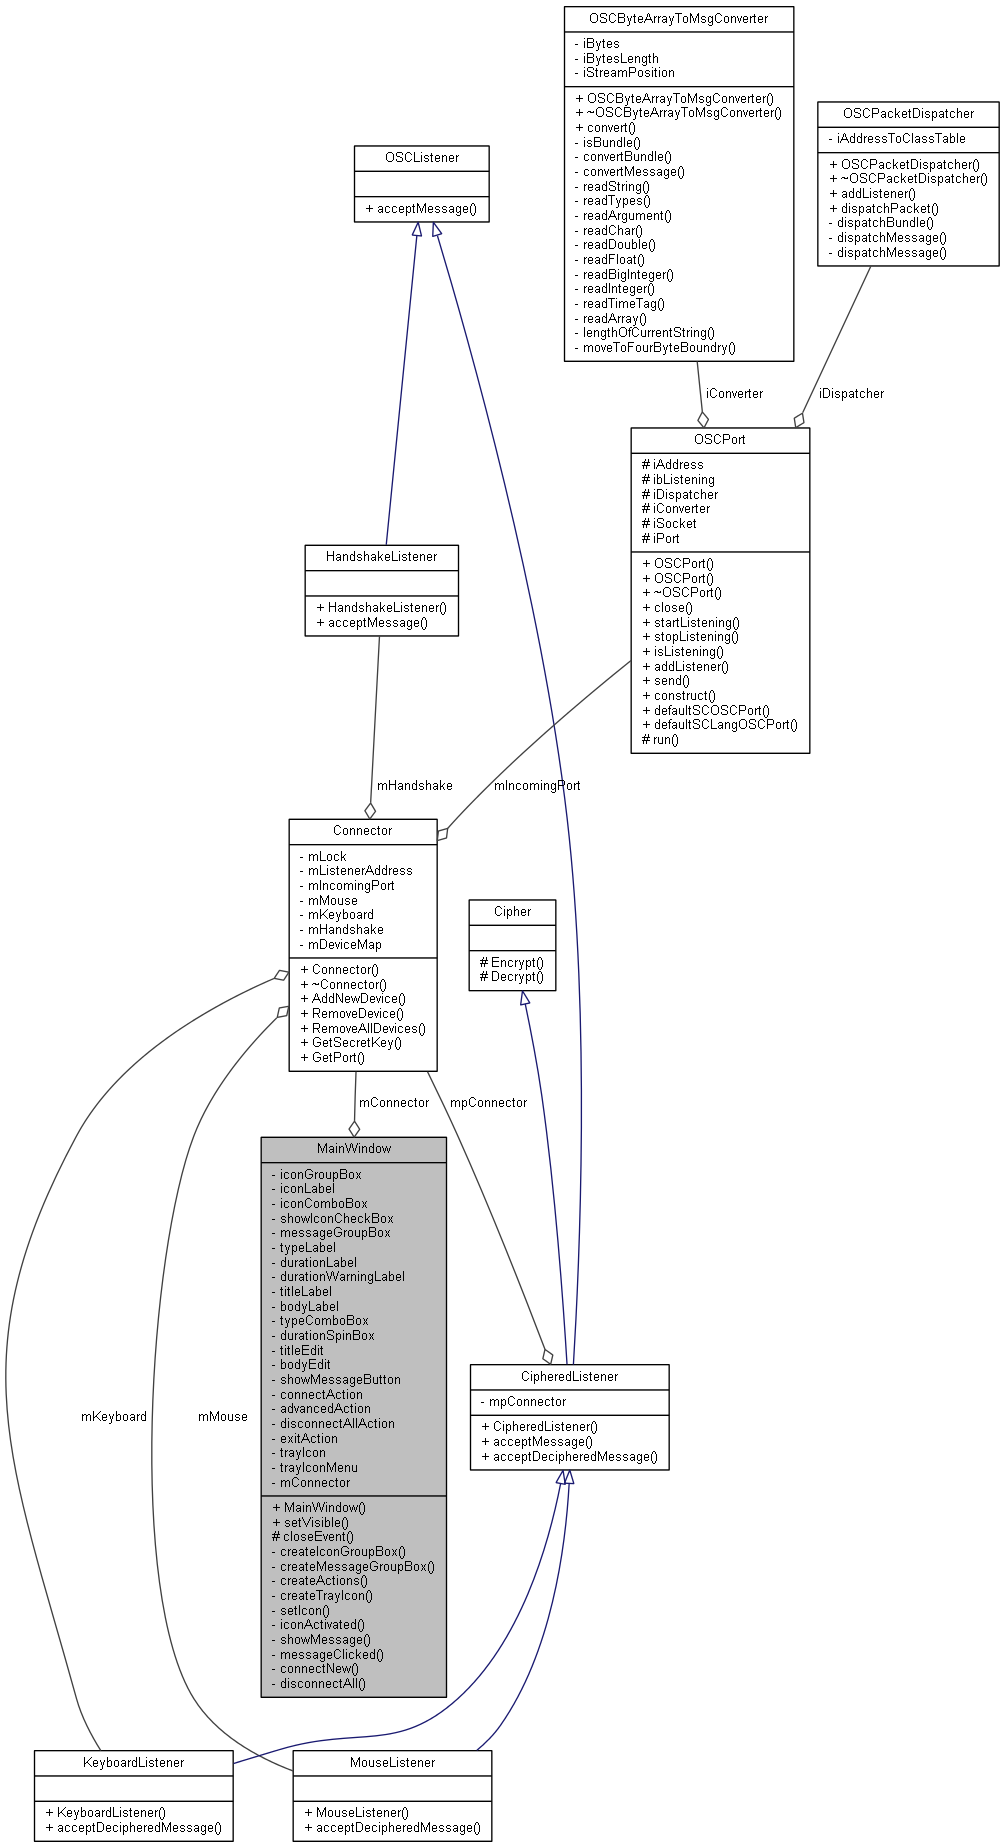 OSCByteArrayToMsgConverter
- iBytes
- iBytesLength
- iStreamPosition
+ OSCByteArrayToMsgConverter()
+ ~OSCByteArrayToMsgConverter()
+ convert()
- isBundle()
- convertBundle()
- convertMessage()
- readString()
- readTypes()
- readArgument()
- readChar()
- readDouble()
- readFloat()
- readBigInteger()
- readInteger()
- readTimeTag()
- readArray()
- lengthOfCurrentString()
- moveToFourByteBoundry()
OSCPacketDispatcher
- iAddressToClassTable
+ OSCPacketDispatcher()
+ ~OSCPacketDispatcher()
+ addListener()
+ dispatchPacket()
- dispatchBundle()
- dispatchMessage()
- dispatchMessage()
OSCListener
+ acceptMessage()
iConverter
iDispatcher
OSCPort
# iAddress
# ibListening
# iDispatcher
# iConverter
# iSocket
# iPort
+ OSCPort()
+ OSCPort()
+ ~OSCPort()
+ close()
+ startListening()
+ stopListening()
+ isListening()
+ addListener()
+ send()
+ construct()
+ defaultSCOSCPort()
+ defaultSCLangOSCPort()
# run()
HandshakeListener
+ HandshakeListener()
+ acceptMessage()
mHandshake
mIncomingPort
Connector
- mLock
- mListenerAddress
- mIncomingPort
- mMouse
- mKeyboard
- mHandshake
- mDeviceMap
+ Connector()
+ ~Connector()
+ AddNewDevice()
+ RemoveDevice()
+ RemoveAllDevices()
+ GetSecretKey()
+ GetPort()
Cipher
# Encrypt()
# Decrypt()
mConnector
mpConnector
MainWindow
- iconGroupBox
- iconLabel
- iconComboBox
- showIconCheckBox
- messageGroupBox
- typeLabel
- durationLabel
- durationWarningLabel
- titleLabel
- bodyLabel
- typeComboBox
- durationSpinBox
- titleEdit
- bodyEdit
- showMessageButton
- connectAction
- advancedAction
- disconnectAllAction
- exitAction
- trayIcon
- trayIconMenu
- mConnector
+ MainWindow()
+ setVisible()
# closeEvent()
- createIconGroupBox()
- createMessageGroupBox()
- createActions()
- createTrayIcon()
- setIcon()
- iconActivated()
- showMessage()
- messageClicked()
- connectNew()
- disconnectAll()
CipheredListener
- mpConnector
+ CipheredListener()
+ acceptMessage()
+ acceptDecipheredMessage()
mKeyboard
mMouse
KeyboardListener
+ KeyboardListener()
+ acceptDecipheredMessage()
MouseListener
+ MouseListener()
+ acceptDecipheredMessage()